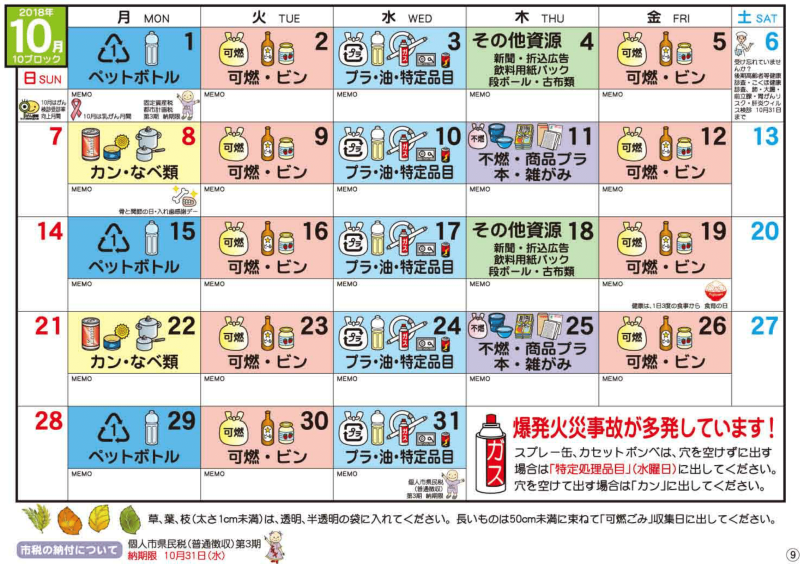 2018年
10月
10ブロック
月 MON
火 TUE
水 WED
木 THU
金 FRI
土 SAT
日 SUN
1
ペットボトル
MEMO
10月は乳がん月間
固定資産税
都市計画税
第3期 納期限
可燃
2
可燃・ビン
MEMO
プラ
3
プラ・油・特定品目
MEMO
その他資源 4
新聞・折込広告
飲料用紙パック
段ボール・古布類
MEMO
可燃
5
可燃・ビン
MEMO
6
受け忘れていませ
んか?
後期高齢者等健康
診査・こくほ健康
診査、肺・大腸・
前立腺・胃がんリ
スク・肝炎ウイル
ス検診 10月31日
まで
10月はがん
検診受診率
向上月間
7
8
カン・なべ類
MEMO
骨と関節の日・入れ歯感謝デー
可燃
9
可燃・ビン
MEMO
プラ
ガス
10
プラ・油・特定品目
MEMO
不燃
11
不燃・商品プラ
本・雑がみ
MEMO
可燃
12
可燃・ビン
MEMO
13
14
1
15
ペットボトル
MEMO
可燃
16
可燃・ビン
MEMO
プラ
ガス
17
プラ・油・特定品目
MEMO
その他資源 18
新聞・折込広告
飲料用紙パック
段ボール・古布類
MEMO
可燃
19
可燃・ビン
MEMO
健康は、1日3度の食事から 食育の日
20
21
22
カン・なべ類
MEMO
可燃
23
可燃・ビン
MEMO
プラ
ガス
24
プラ・油・特定品目
MEMO
不燃
25
不燃・商品プラ
本・雑がみ
MEMO
可燃
26
可燃・ビン
MEMO
27
28
1
29
ペットボトル
MEMO
可燃
30
可燃・ビン
MEMO
プラ
ガス
31
プラ・油・特定品目
MEMO
個人市県民税
(普通徴収)
第3期 納期限
ガス
爆発火災事故が多発しています!
スプレー缶、カセットボンベは、穴を空けずに出す
場合は「特定処理品目」(水曜日)に出してください。
穴を空けて出す場合は「カン」に出してください。
草、葉、枝(太さ1cm未満)は、透明、半透明の袋に入れてください。長いものは50cm未満に束ねて「可燃ごみ」収集日に出してください。
市税の納付について
個人市県民税(普通徴収)第3期
納期限 10月31日(水)
9